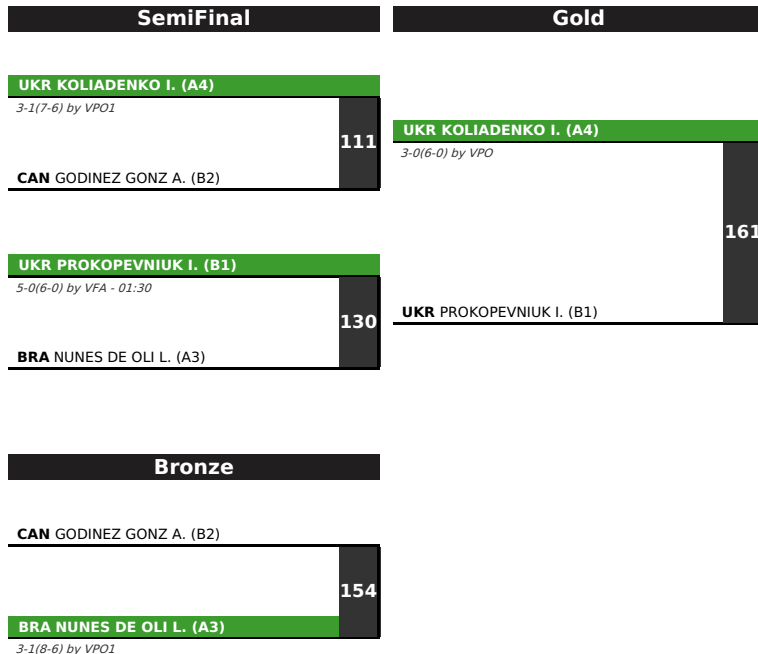 SemiFinal
Gold
UKR KOLIADENKO I. (A4)
3-1(7-6) by VPO1
111
CAN GODINEZ GONZ A. (B2)
UKR KOLIADENKO I. (A4)
3-0(6-0) by VPO
161
UKR PROKOPEVNIUK I. (B1)
UKR PROKOPEVNIUK I. (B1)
5-0(6-0) by VFA - 01:30
130
BRA NUNES DE OLI L. (A3)
Bronze
CAN GODINEZ GONZ A. (B2)
154
BRA NUNES DE OLI L. (A3)
3-1(8-6) by VPO1